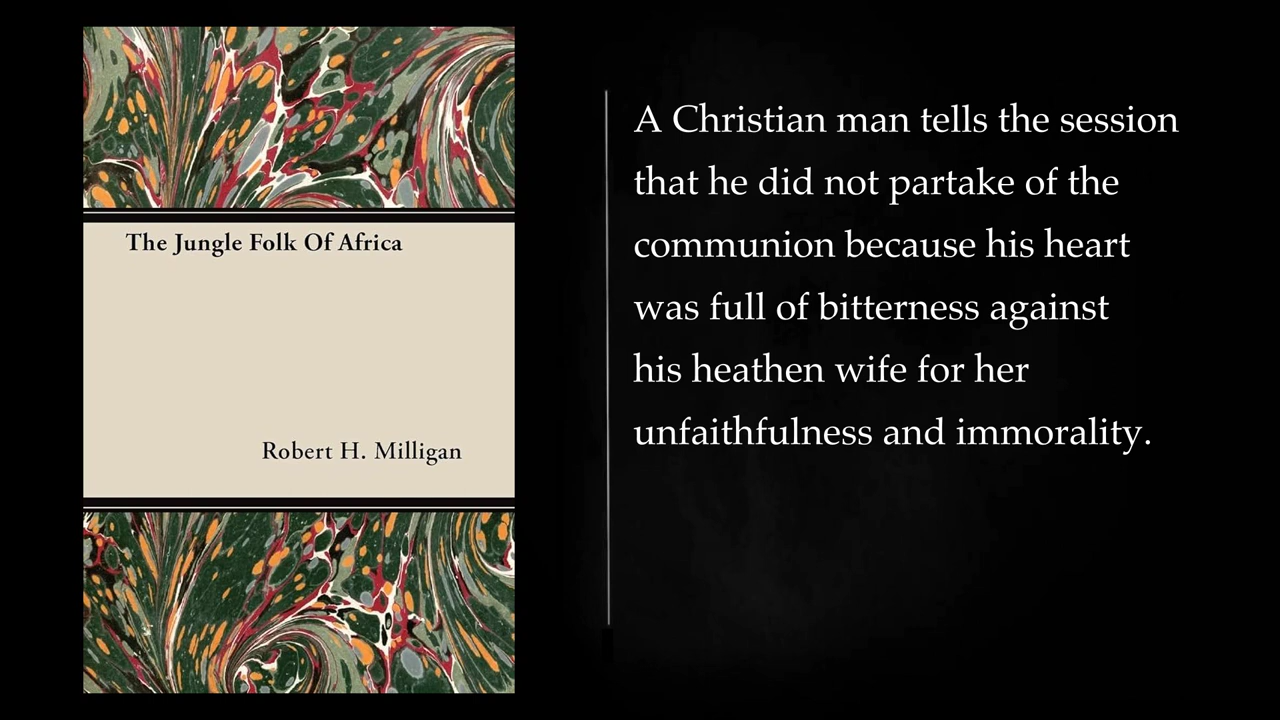 The Jungle Folk Of Africa
Robert H. Milligan
A Christian man tells the session
that he did not partake of the
communion because his heart
was full of bitterness against
his heathen wife for her
unfaithfulness and immorality.